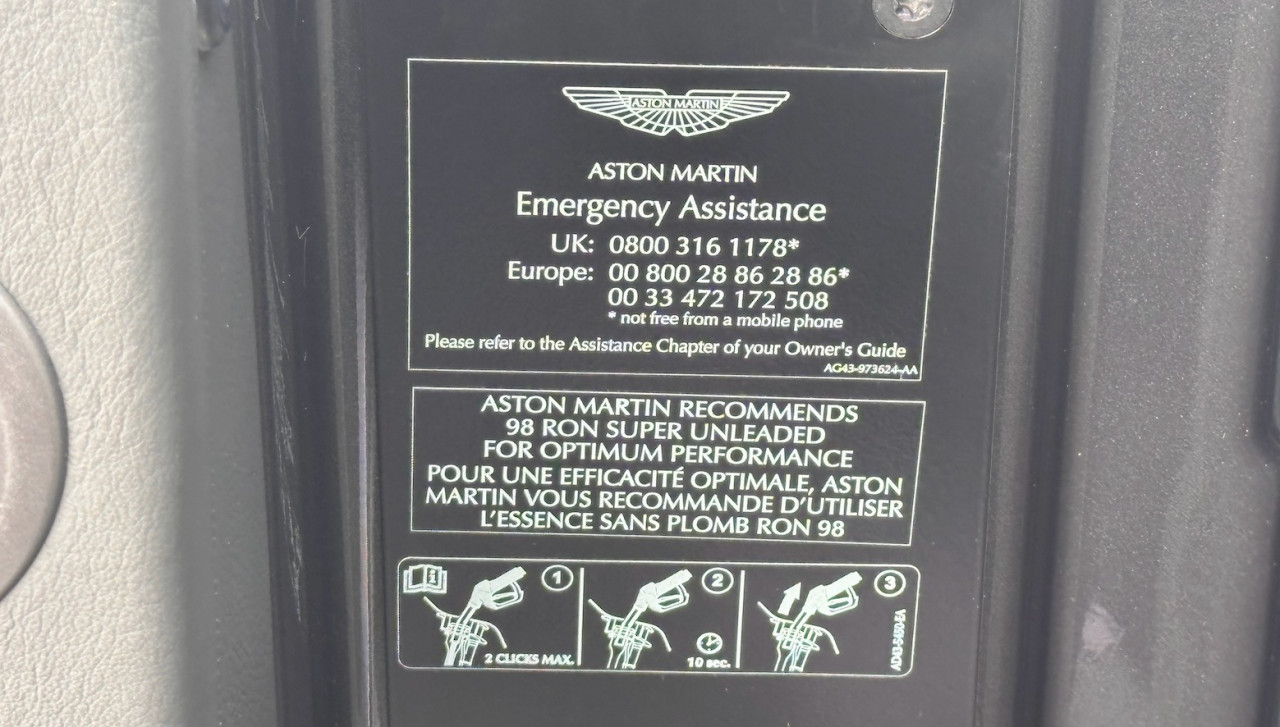 ASTON MARTIN
ASTON MARTIN
Emergency Assistance
UK: 0800 316 1178*
Europe: 00 800 28 86 28 86*
00 33 472 172 508
* not free from a mobile phone
Please refer to the Assistance Chapter of your Owner's Guide
AG43-973624-AA
ASTON MARTIN RECOMMENDS
98 RON SUPER UNLEADED
FOR OPTIMUM PERFORMANCE
POUR UNE EFFICACITÉ OPTIMALE, ASTON
MARTIN VOUS RECOMMANDE D'UTILISER
L'ESSENCE SANS PLOMB RON 98
1
2 CLICKS MAX.
2
10 sec.
3